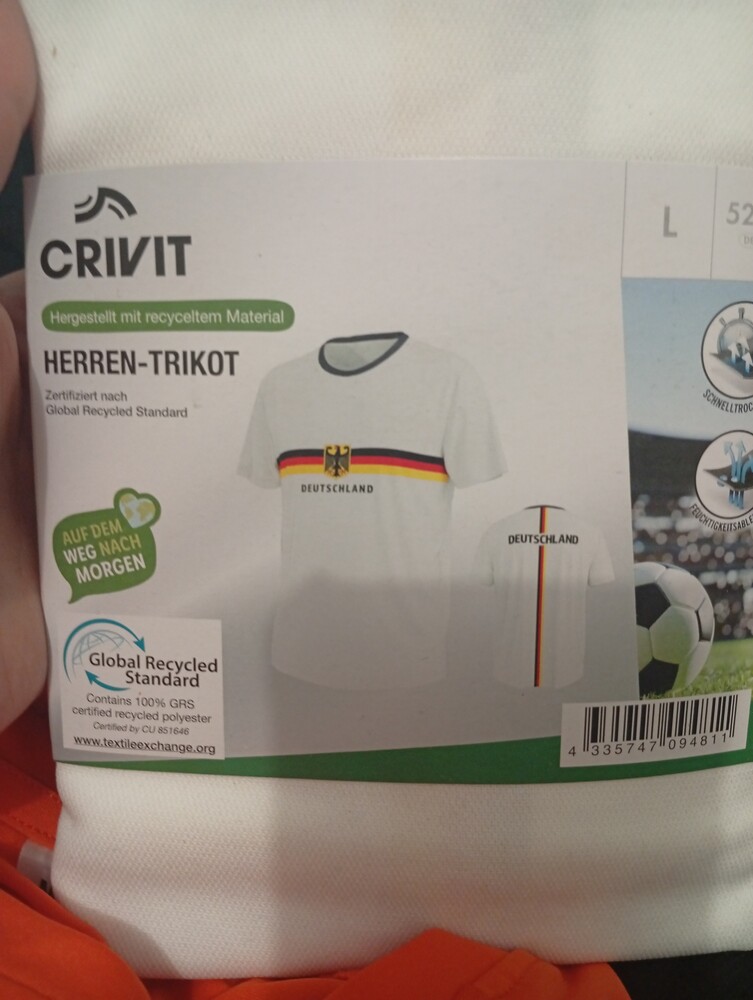 CRIVIT
Hergestellt mit recyceltem Material
HERREN-TRIKOT
Zertifiziert nach
Global Recycled Standard
AUF DEM
WEG NACH
MORGEN
Global Recycled
Standard
Contains 100% GRS
certified recycled polyester
Certified by CU 851646
www.textileexchange.org
DEUTSCHLAND
DEUTSCHLAND
L
52
SCHNELLTROC
FEUCHTIGKEITSABLE
4 335747 094811